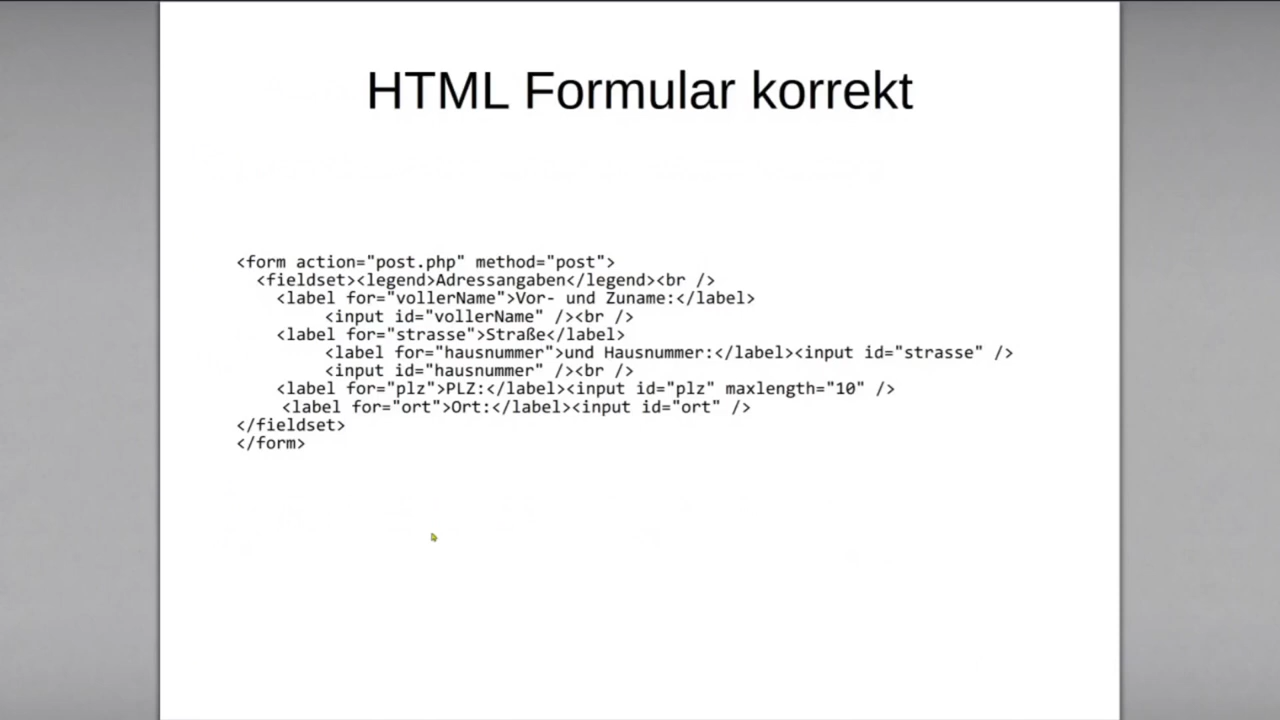 HTML Formular korrekt
<form action="post.php" method="post">
<fieldset><legend>Adressangaben</legend><br />
<label for="vollerName">Vor- und Zuname:</label>
<input id="vollerName" /><br />
<label for="strasse">Straße</label>
<label for="hausnummer">und Hausnummer:</label><input id="strasse" />
<input id="hausnummer" /><br />
<label for="plz">PLZ:</label><input id="plz" maxlength="10" />
<label for="ort">Ort:</label><input id="ort" />
</fieldset>
</form>